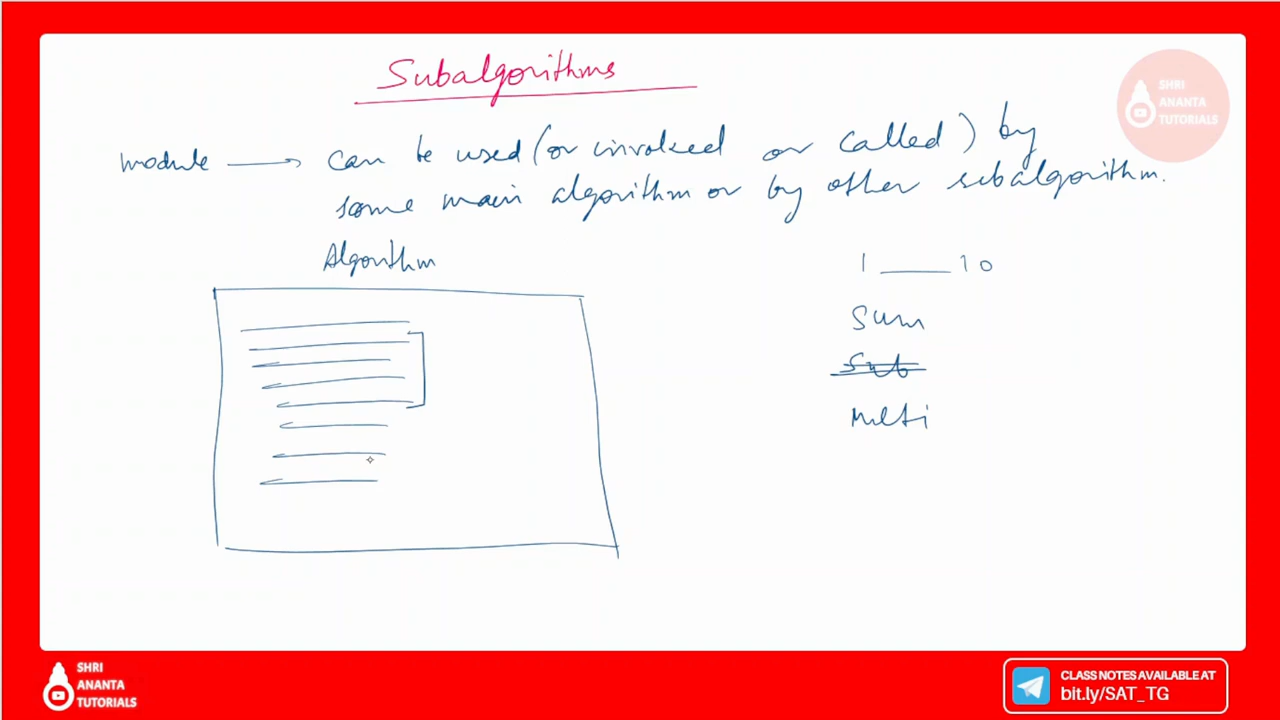 Subalgorithms
SHRI
ANANTA
TUTORIALS
module → can be used (or invoked or called) by
some main algorithm or by other subalgorithm.
Algorithm
1 ____ 10
Sum
Sub
Multi
SHRI
ANANTA
TUTORIALS
CLASS NOTES AVAILABLE AT
bit.ly/SAT_TG